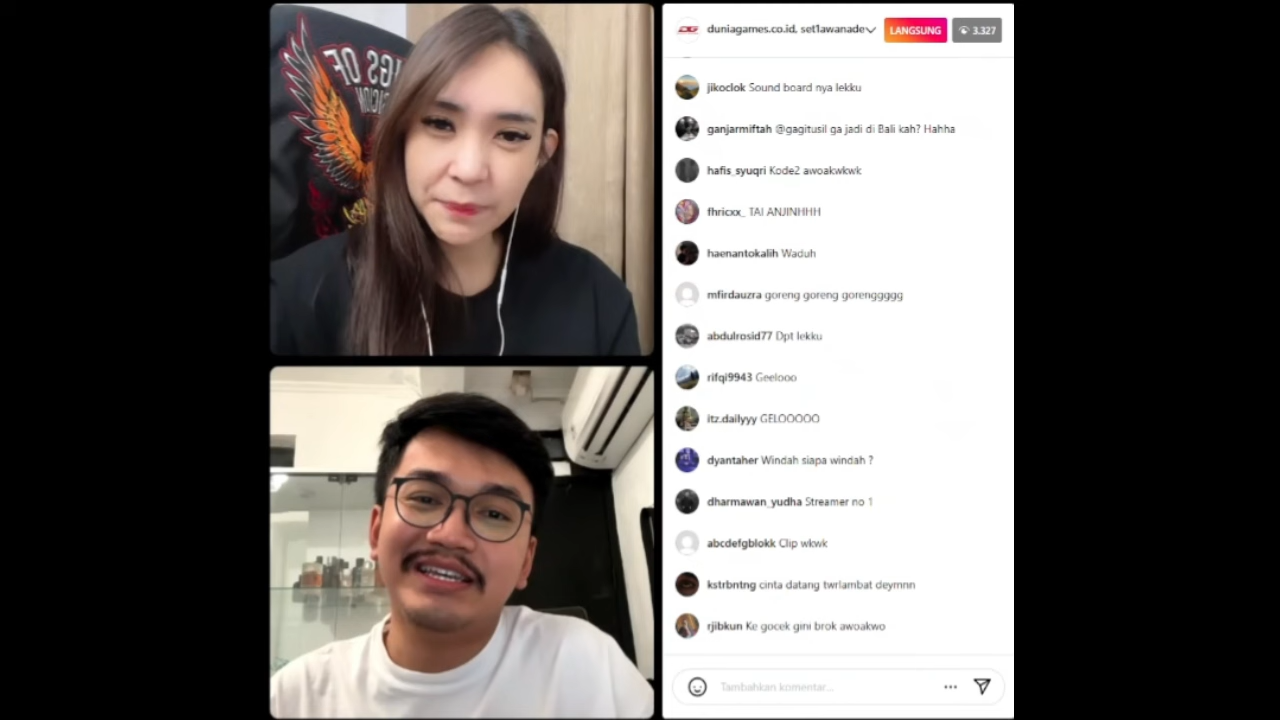 duniagames.co.id, set1awanade
LANGSUNG
3.327
jikoclok Sound board nya lekku
ganjarmiftah @gagitusil ga jadi di Bali kah? Hahha
hafis_syuqri Kode2 awoakwkwk
fhricxx_ TAI ANJINHHH
haenantokalih Waduh
mfirdauzra goreng goreng gorenggggg
abdulrosid77 Dpt lekku
rifqi9943 Geelooo
itz.dailyyy GELOOOOO
dyantaher Windah siapa windah ?
dharmawan_yudha Streamer no 1
abcdefgblokk Clip wkwk
kstrbntng cinta datang twrlambat deymnn
rjibkun Ke gocek gini brok awoakwo
Tambahkan komentar...